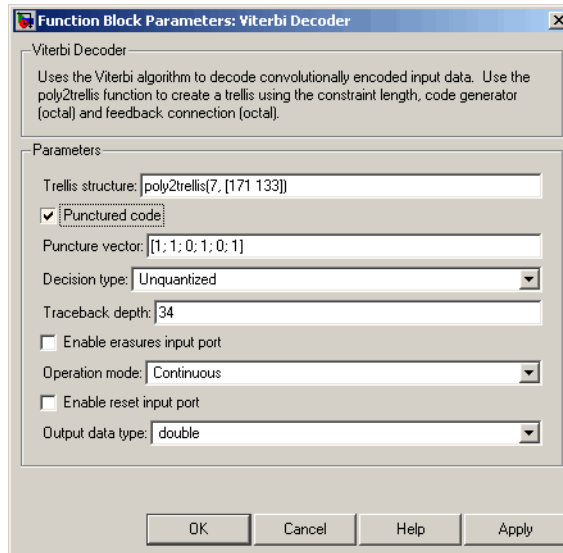 Function Block Parameters: Viterbi Decoder
Viterbi Decoder
Uses the Viterbi algorithm to decode convolutionally encoded input data. Use the
poly2trellis function to create a trellis using the constraint length, code generator
(octal) and feedback connection (octal).
Parameters
Trellis structure: poly2trellis(7, [171 133])
Punctured code
Puncture vector: [1; 1; 0; 1; 0; 1]
Decision type: Unquantized
Traceback depth: 34
Enable erasures input port
Operation mode: Continuous
Enable reset input port
Output data type: double
OK Cancel Help Apply